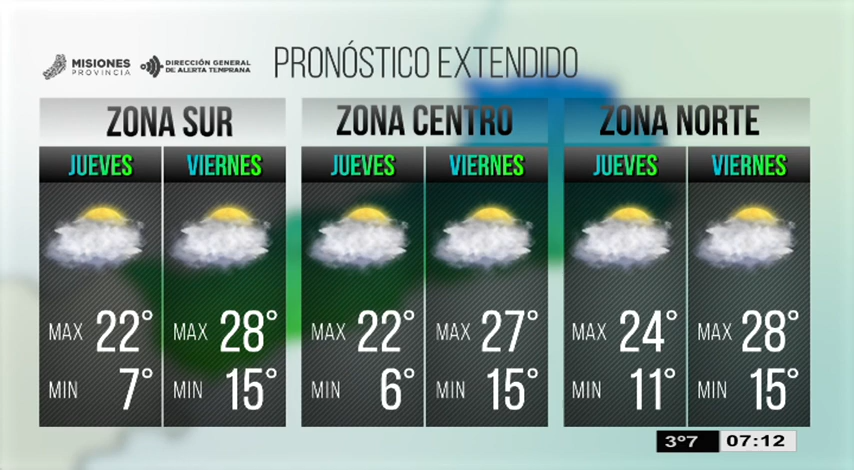 MISIONES
PROVINCIA
DIRECCIÓN GENERAL
DE ALERTA TEMPRANA
PRONÓSTICO EXTENDIDO
ZONA SUR
JUEVES VIERNES
MAX 22° MAX 28°
MIN 7° MIN 15°
ZONA CENTRO
JUEVES VIERNES
MAX 22° MAX 27°
MIN 6° MIN 15°
ZONA NORTE
JUEVES VIERNES
MAX 24° MAX 28°
MIN 11° MIN 15°
3°7 07:12